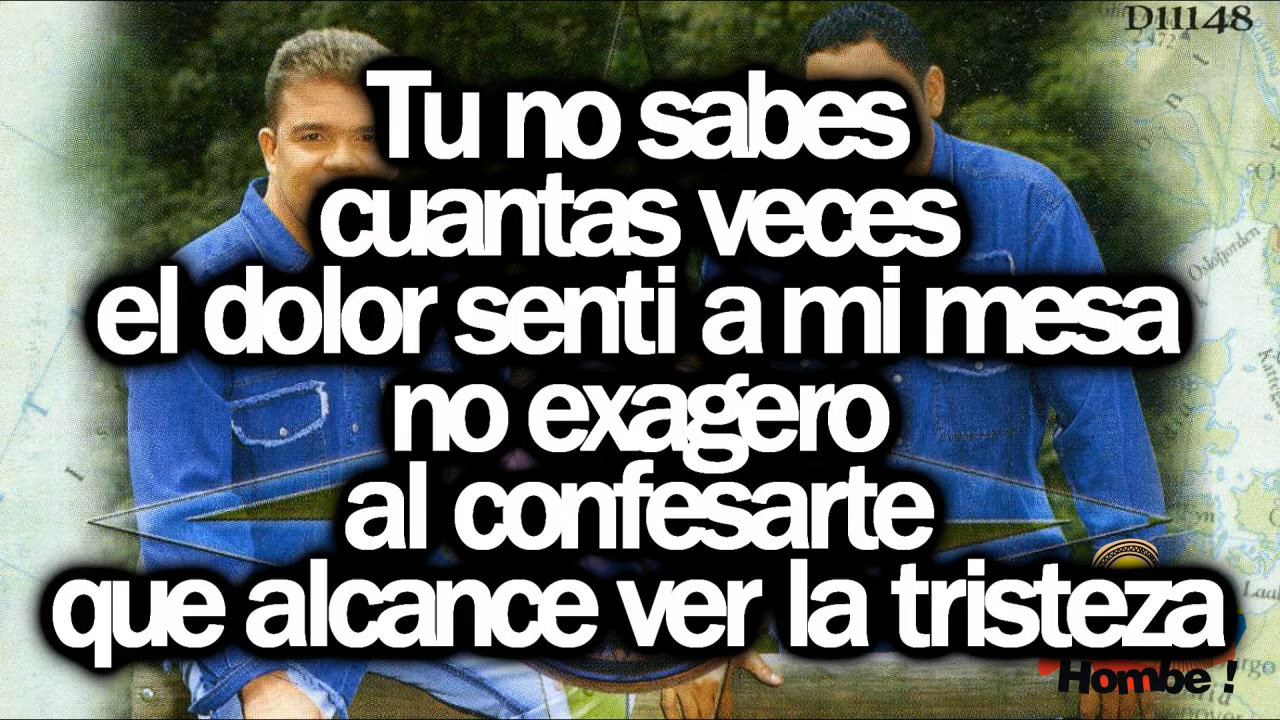 D11148
Tu no sabes
cuantas veces
el dolor senti a mi mesa
no exagero
al confesarte
que alcance ver la tristeza
Oslofjorden
Hombe !